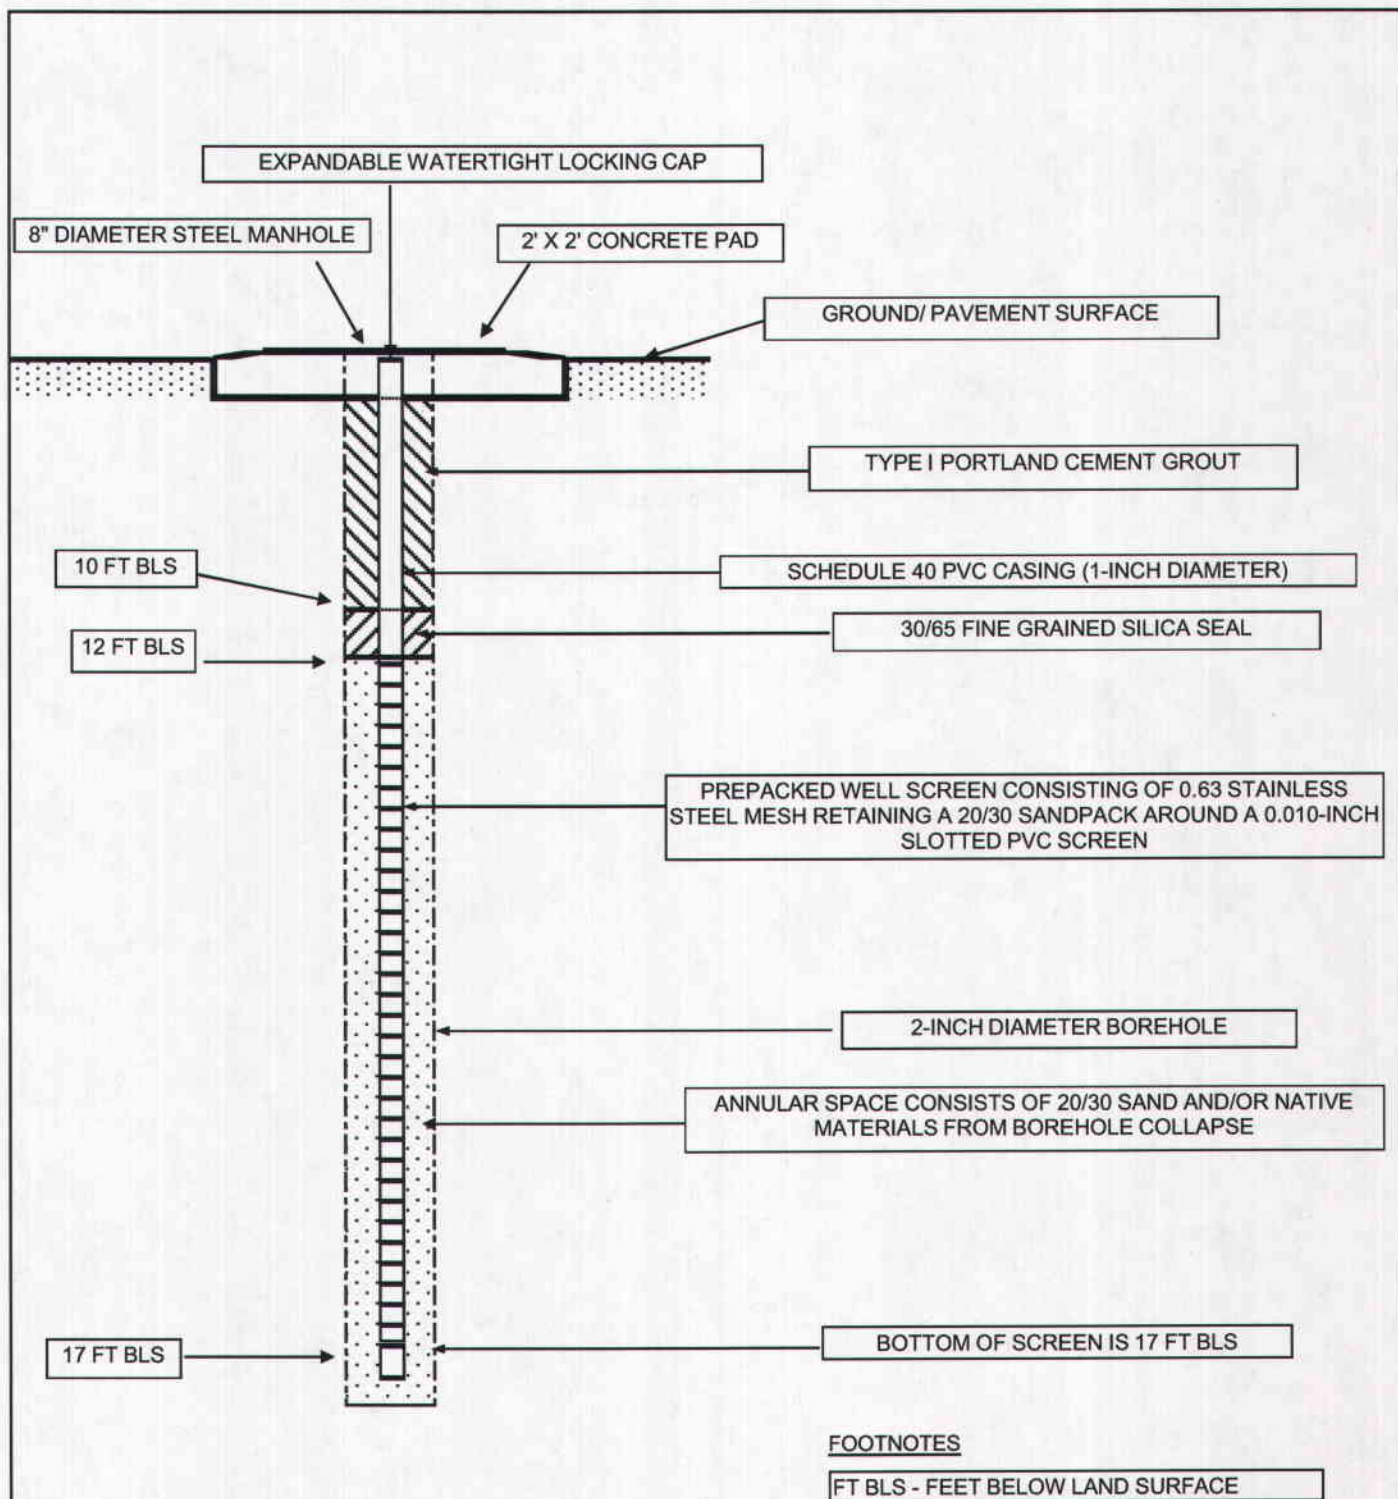 EXPANDABLE WATERTIGHT LOCKING CAP
8" DIAMETER STEEL MANHOLE
2' X 2' CONCRETE PAD
GROUND/ PAVEMENT SURFACE
TYPE I PORTLAND CEMENT GROUT
10 FT BLS
SCHEDULE 40 PVC CASING (1-INCH DIAMETER)
30/65 FINE GRAINED SILICA SEAL
12 FT BLS
PREPACKED WELL SCREEN CONSISTING OF 0.63 STAINLESS
STEEL MESH RETAINING A 20/30 SANDPACK AROUND A 0.010-INCH
SLOTTED PVC SCREEN
2-INCH DIAMETER BOREHOLE
ANNULAR SPACE CONSISTS OF 20/30 SAND AND/OR NATIVE
MATERIALS FROM BOREHOLE COLLAPSE
17 FT BLS
BOTTOM OF SCREEN IS 17 FT BLS
FOOTNOTES
FT BLS - FEET BELOW LAND SURFACE